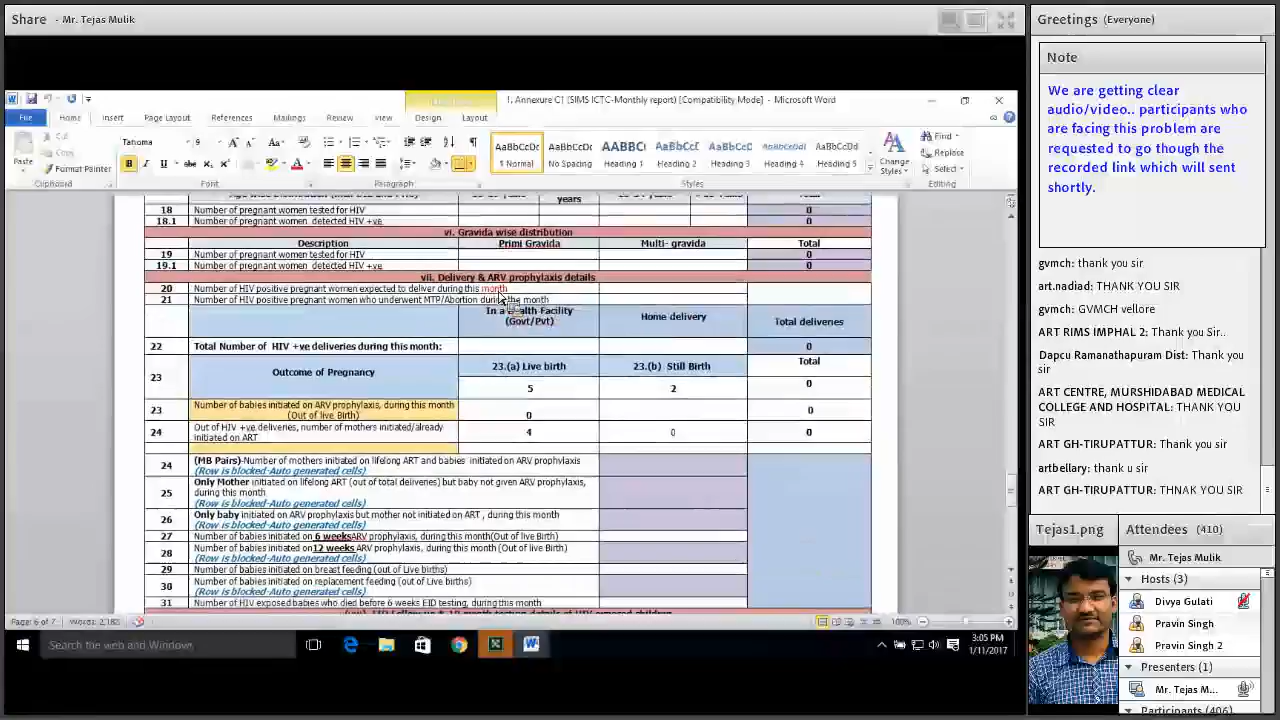 Share - Mr. Tejas Mulik
1. Annexure C1 (SIMS ICTC-Monthly report) [Compatibility Mode] - Microsoft Word
File Home Insert Page Layout References Mailings Review View Design Layout
Paste
Cut
Copy
Format Painter
Clipboard
Tahoma 9
B I U abc
Font
Paragraph
AaBbCcDc AaBbCcDc AaBbC AaBbCc AaBbCcD AaBbCcDd AaBbCcDd
¶ Normal No Spacing Heading 1 Heading 2 Heading 3 Heading 4 Heading 5
Styles
Change Styles
Find
Replace
Select
Editing
years Total
18 Number of pregnant women tested for HIV 0
18.1 Number of pregnant women detected HIV +ve 0
vi. Gravida wise distribution
Description Primi Gravida Multi- gravida Total
19 Number of pregnant women tested for HIV 0
19.1 Number of pregnant women detected HIV +ve 0
vii. Delivery & ARV prophylaxis details
20 Number of HIV positive pregnant women expected to deliver during this month
21 Number of HIV positive pregnant women who underwent MTP/Abortion during the month
In a Health Facility (Govt/Pvt) Home delivery Total deliveries
22 Total Number of HIV +ve deliveries during this month: 0
23 Outcome of Pregnancy 23.(a) Live birth 23.(b) Still Birth Total
5 2 0
23 Number of babies initiated on ARV prophylaxis, during this month
(Out of live Birth) 0 0
24 Out of HIV +ve deliveries, number of mothers initiated/already
initiated on ART 4 0 0
24 (MB Pairs)-Number of mothers initiated on lifelong ART and babies initiated on ARV prophylaxis
(Row is blocked-Auto generated cells)
25 Only Mother initiated on lifelong ART (out of total deliveries) but baby not given ARV prophylaxis,
during this month
(Row is blocked-Auto generated cells)
26 Only baby initiated on ARV prophylaxis but mother not initiated on ART , during this month
(Row is blocked-Auto generated cells)
27 Number of babies initiated on 6 weeksARV prophylaxis, during this month(Out of live Birth)
28 Number of babies initiated on12 weeks ARV prophylaxis, during this month (Out of live Birth)
(Row is blocked-Auto generated cells)
29 Number of babies initiated on breast feeding (out of Live births)
30 Number of babies initiated on replacement feeding (out of Live births)
(Row is blocked-Auto generated cells)
31 Number of HIV exposed babies who died before 6 weeks EID testing, during this month
Page: 6 of 7 Words: 2,185 100%
Search the web and Windows
3:05 PM
1/11/2017
Greetings (Everyone)
Note
We are getting clear
audio/video.. participants who
are facing this problem are
requested to go though the
recorded link which will sent
shortly.
gvmch: thank you sir
art.nadiad: THANK YOU SIR
gvmch: GVMCH vellore
ART RIMS IMPHAL 2: Thank you Sir..
Dapcu Ramanathapuram Dist: Thank you
sir
ART CENTRE, MURSHIDABAD MEDICAL
COLLEGE AND HOSPITAL: THANK YOU
SIR
ART GH-TIRUPATTUR: Thank you sir
artbellary: thank u sir
ART GH-TIRUPATTUR: THNAK YOU SIR
Tejas1.png
Attendees (410)
Mr. Tejas Mulik
Hosts (3)
Divya Gulati
Pravin Singh
Pravin Singh 2
Presenters (1)
Mr. Tejas M...
Participants (406)